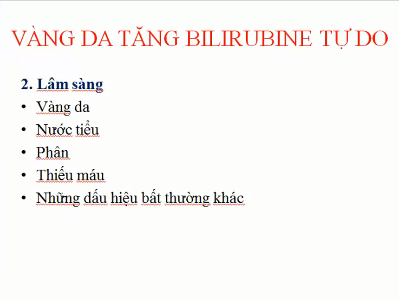 VÀNG DA TĂNG BILIRUBINE TỰ DO
2. Lâm sàng
• Vàng da
• Nước tiểu
• Phân
• Thiếu máu
• Những dấu hiệu bất thường khác